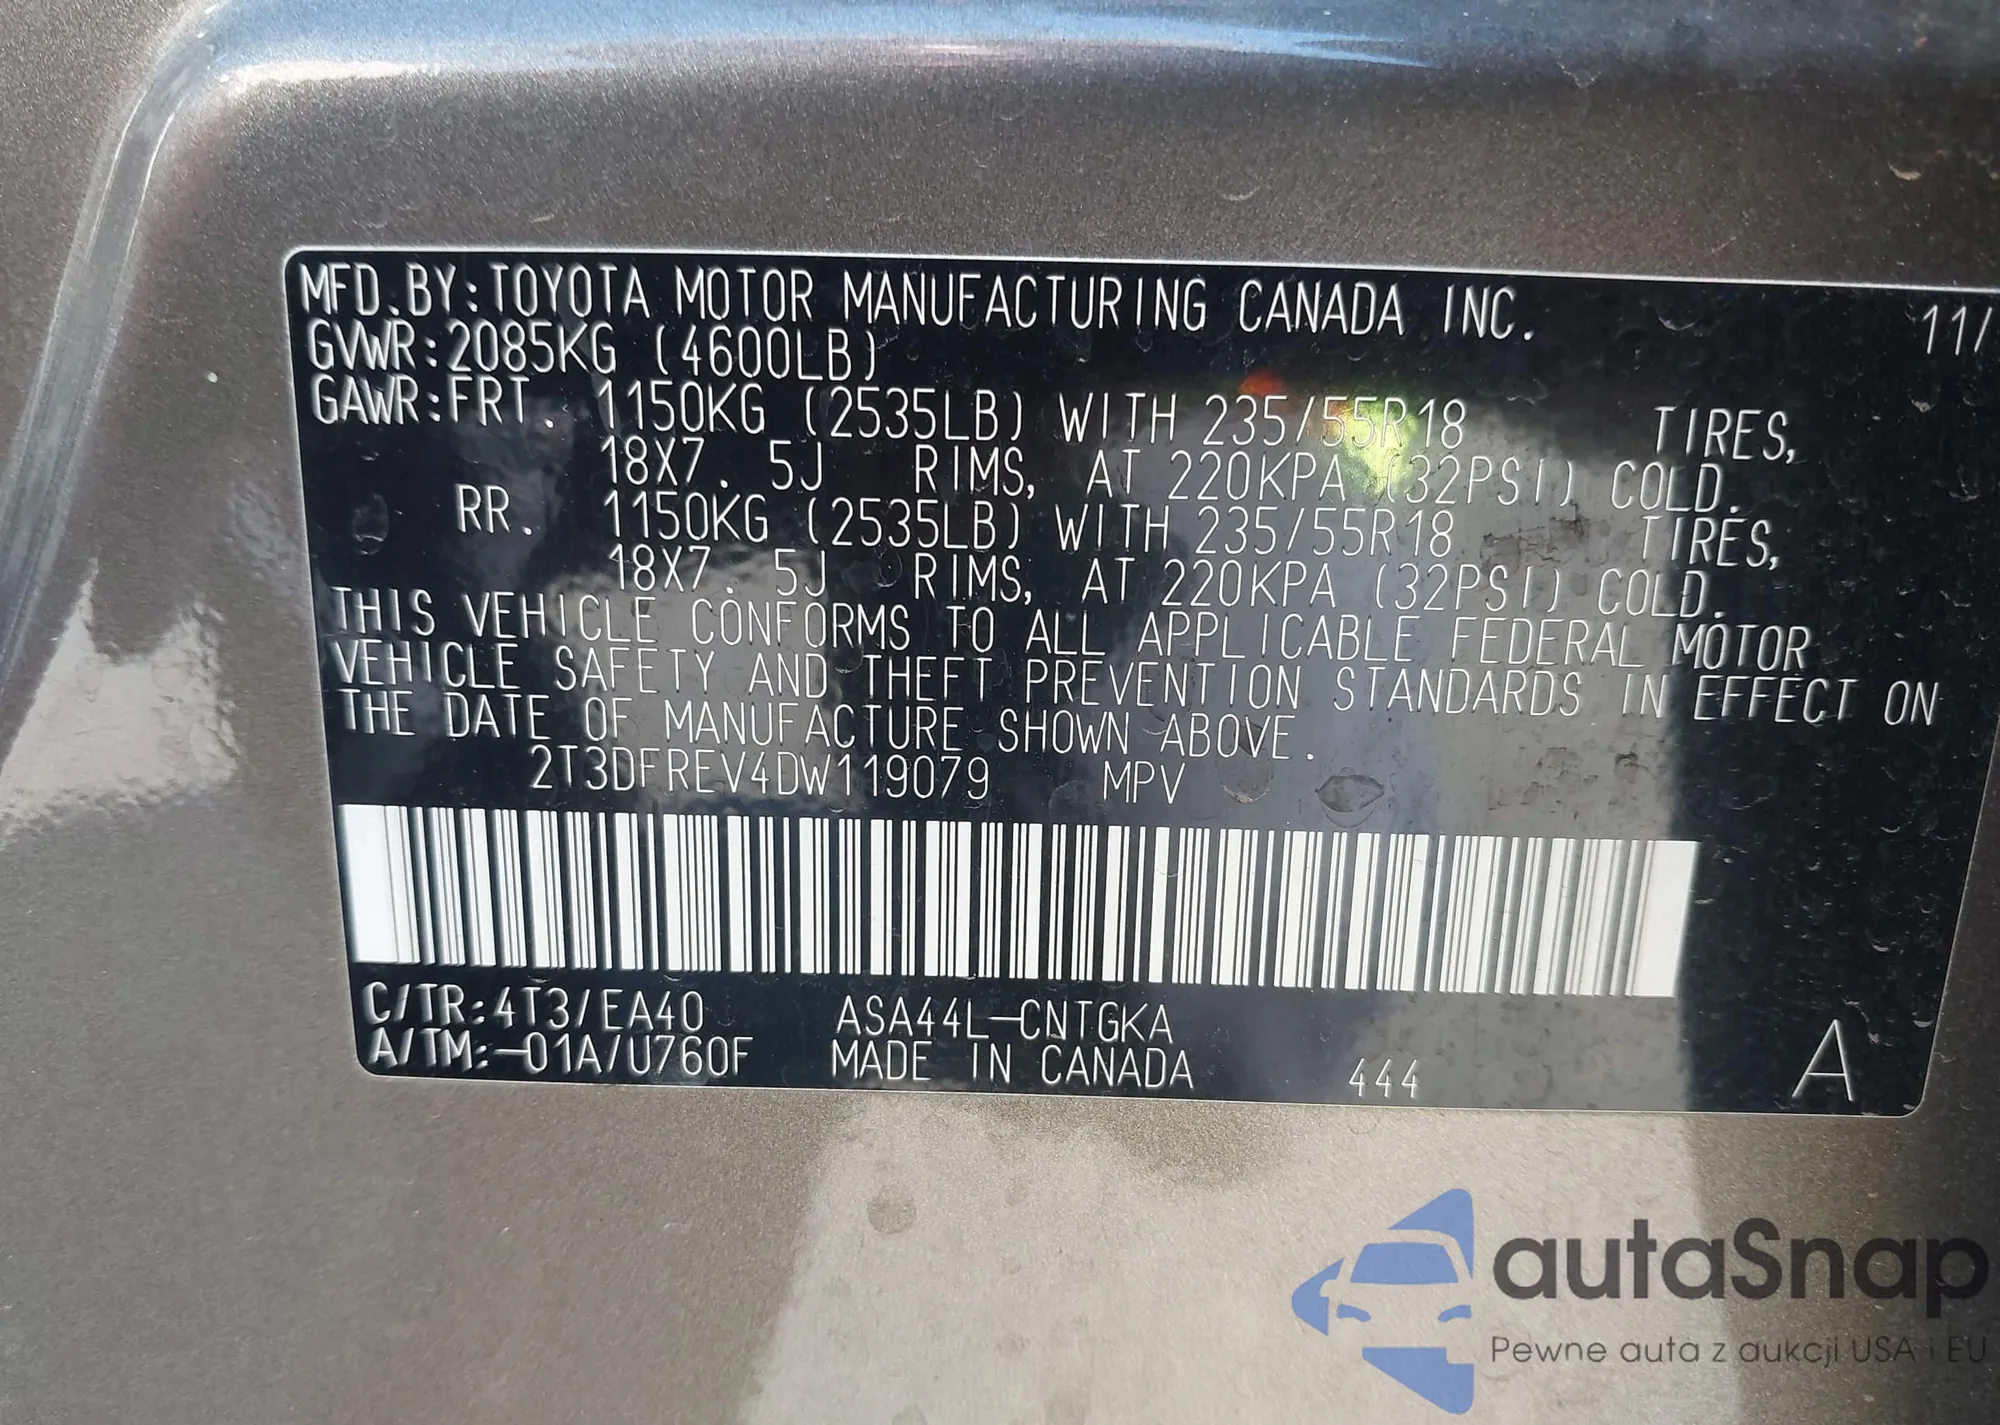 MFD.BY:TOYOTA MOTOR MANUFACTURING CANADA INC. 11/
GVWR:2085KG (4600LB)
GAWR:FRT. 1150KG (2535LB) WITH 235/55R18 TIRES,
18X7. 5J RIMS, AT 220KPA (32PSI) COLD.
RR. 1150KG (2535LB) WITH 235/55R18 TIRES,
18X7. 5J RIMS, AT 220KPA (32PSI) COLD.
THIS VEHICLE CONFORMS TO ALL APPLICABLE FEDERAL MOTOR
VEHICLE SAFETY AND THEFT PREVENTION STANDARDS IN EFFECT ON
THE DATE OF MANUFACTURE SHOWN ABOVE.
2T3DFREV4DW119079 MPV
C/TR:4T3/EA40 ASA44L-CNTGKA
A/TM:-01A/U760F MADE IN CANADA 444 A
autaSnap
Pewne auta z aukcji USA i EU